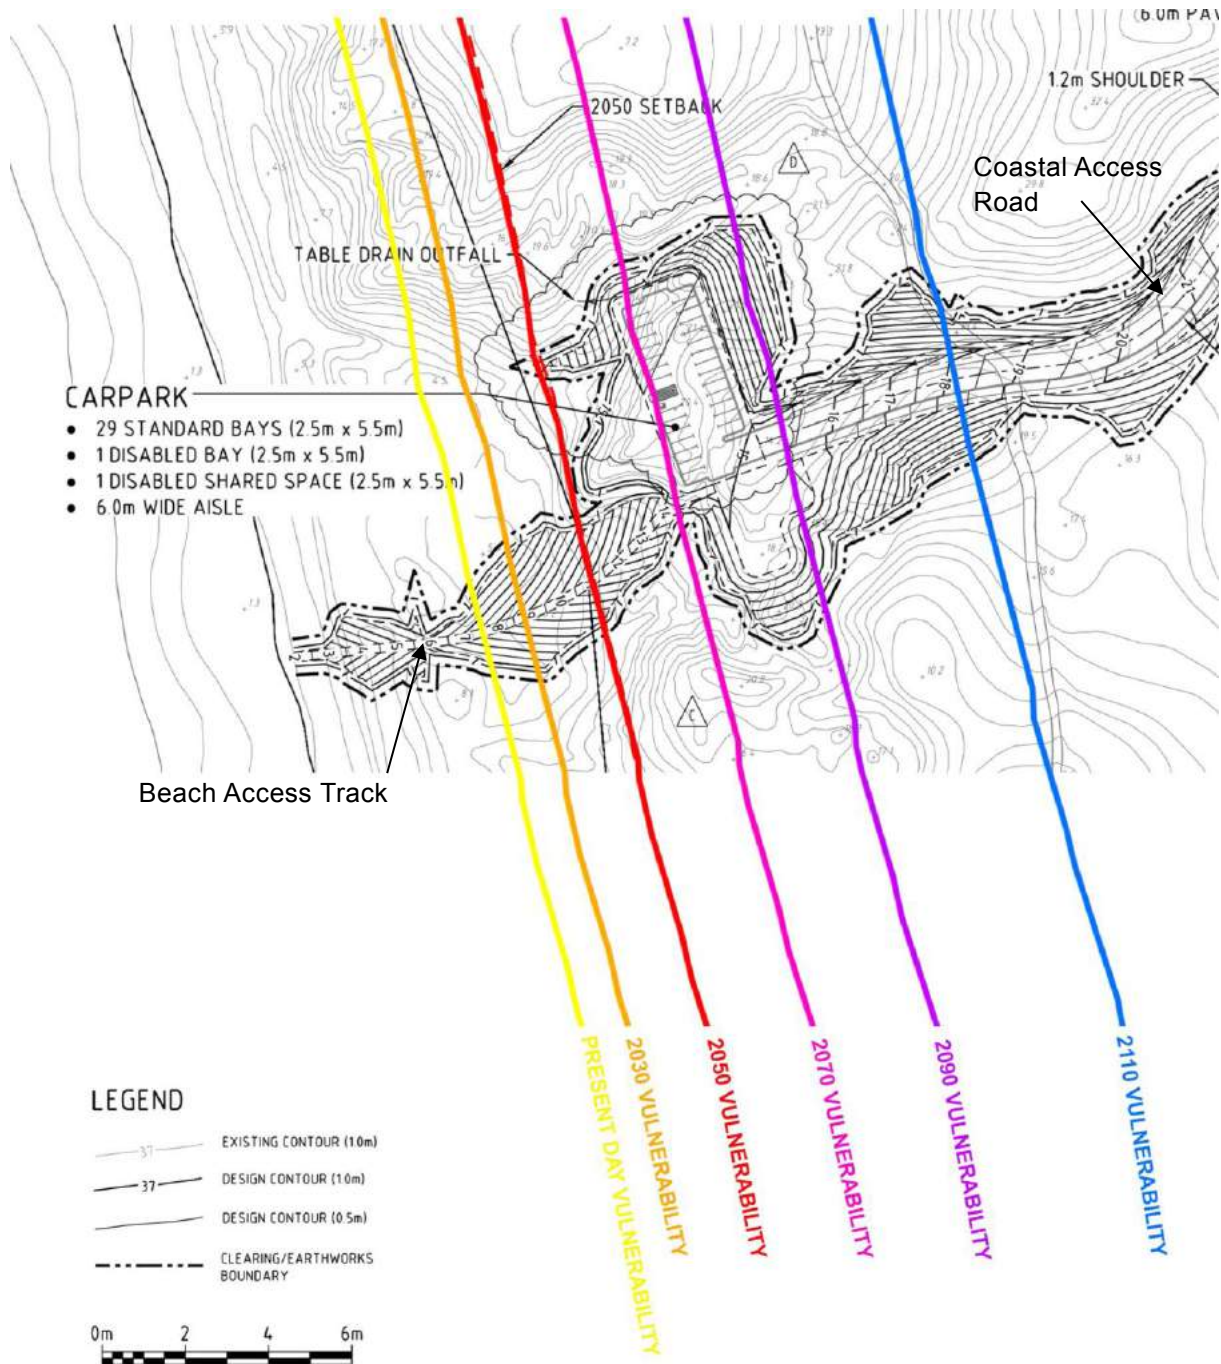 6.0m PAV
1.2m SHOULDER
2050 SETBACK
D
Coastal Access
Road
TABLE DRAIN OUTFALL
CARPARK
• 29 STANDARD BAYS (2.5m x 5.5m)
• 1 DISABLED BAY (2.5m x 5.5m)
• 1 DISABLED SHARED SPACE (2.5m x 5.5m)
• 6.0m WIDE AISLE
C
Beach Access Track
PRESENT DAY VULNERABILITY
2030 VULNERABILITY
2050 VULNERABILITY
2070 VULNERABILITY
2090 VULNERABILITY
2110 VULNERABILITY
LEGEND
37 EXISTING CONTOUR (1.0m)
37 DESIGN CONTOUR (1.0m)
DESIGN CONTOUR (0.5m)
CLEARING/EARTHWORKS
BOUNDARY
0m 2 4 6m